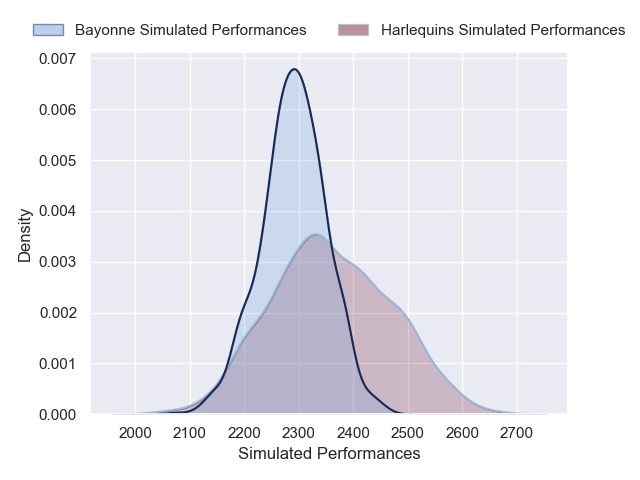 Bayonne Simulated Performances Harlequins Simulated Performances
0.007
0.006
0.005
0.004
0.003
0.002
0.001
0.000
Density
2000 2100 2200 2300 2400 2500 2600 2700
Simulated Performances